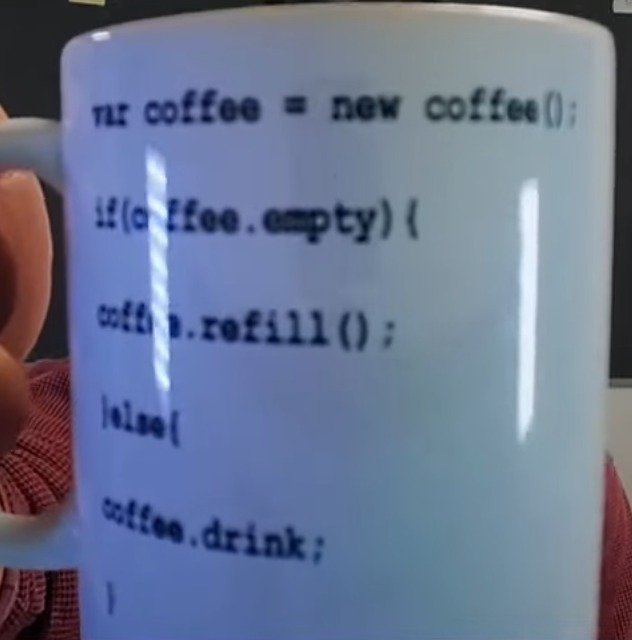 var coffee = new coffee();
if(coffee.empty){
coffee.refill();
}else{
coffee.drink;
}